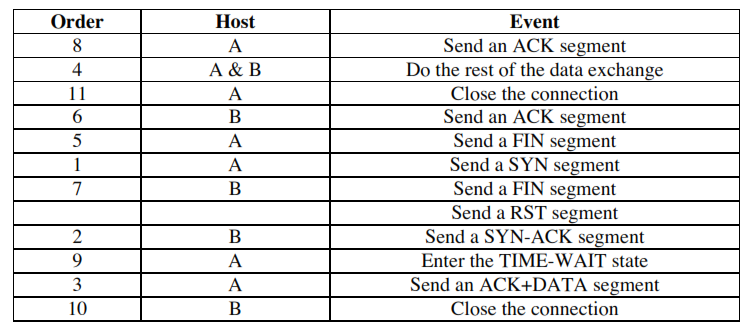 Order Host Event
8 A Send an ACK segment
4 A & B Do the rest of the data exchange
11 A Close the connection
6 B Send an ACK segment
5 A Send a FIN segment
1 A Send a SYN segment
7 B Send a FIN segment
Send a RST segment
2 B Send a SYN-ACK segment
9 A Enter the TIME-WAIT state
3 A Send an ACK+DATA segment
10 B Close the connection